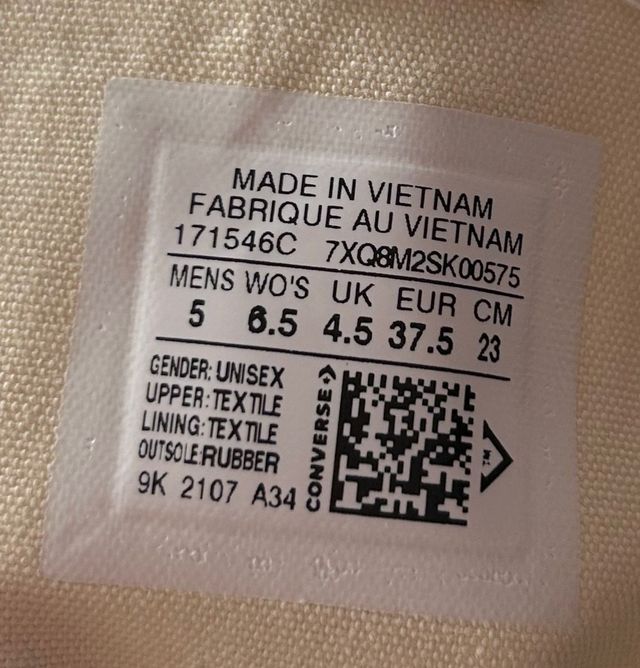 MADE IN VIETNAM
FABRIQUE AU VIETNAM
171546C 7XQ8M2SK00575
MENS WO'S UK EUR CM
5 6.5 4.5 37.5 23
GENDER: UNISEX
UPPER: TEXTILE
LINING: TEXTILE
OUTSOLE:RUBBER
9K 2107 A34
CONVERSE
TM